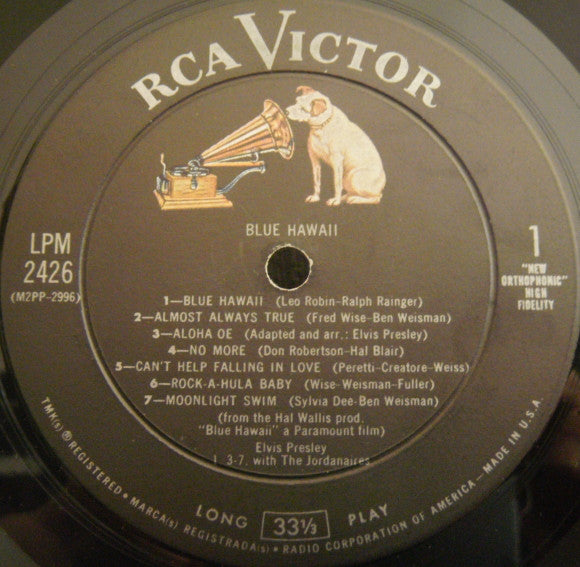 RCA VICTOR
BLUE HAWAII
LPM
2426
(M2PP-2996)
1
"NEW
ORTHOPHONIC"
HIGH
FIDELITY
1—BLUE HAWAII (Leo Robin-Ralph Rainger)
2—ALMOST ALWAYS TRUE (Fred Wise-Ben Weisman)
3—ALOHA OE (Adapted and arr.: Elvis Presley)
4—NO MORE (Don Robertson-Hal Blair)
5—CAN'T HELP FALLING IN LOVE (Peretti-Creatore-Weiss)
6—ROCK-A-HULA BABY (Wise-Weisman-Fuller)
7—MOONLIGHT SWIM (Sylvia Dee-Ben Weisman)
(from the Hal Wallis prod.
"Blue Hawaii" a Paramount film)
Elvis Presley
1, 3-7, with The Jordanaires
LONG 33⅓ PLAY
TMK(s) ® REGISTERED • MARCA(s) REGISTRADA(s) • RADIO CORPORATION OF AMERICA—MADE IN U.S.A.